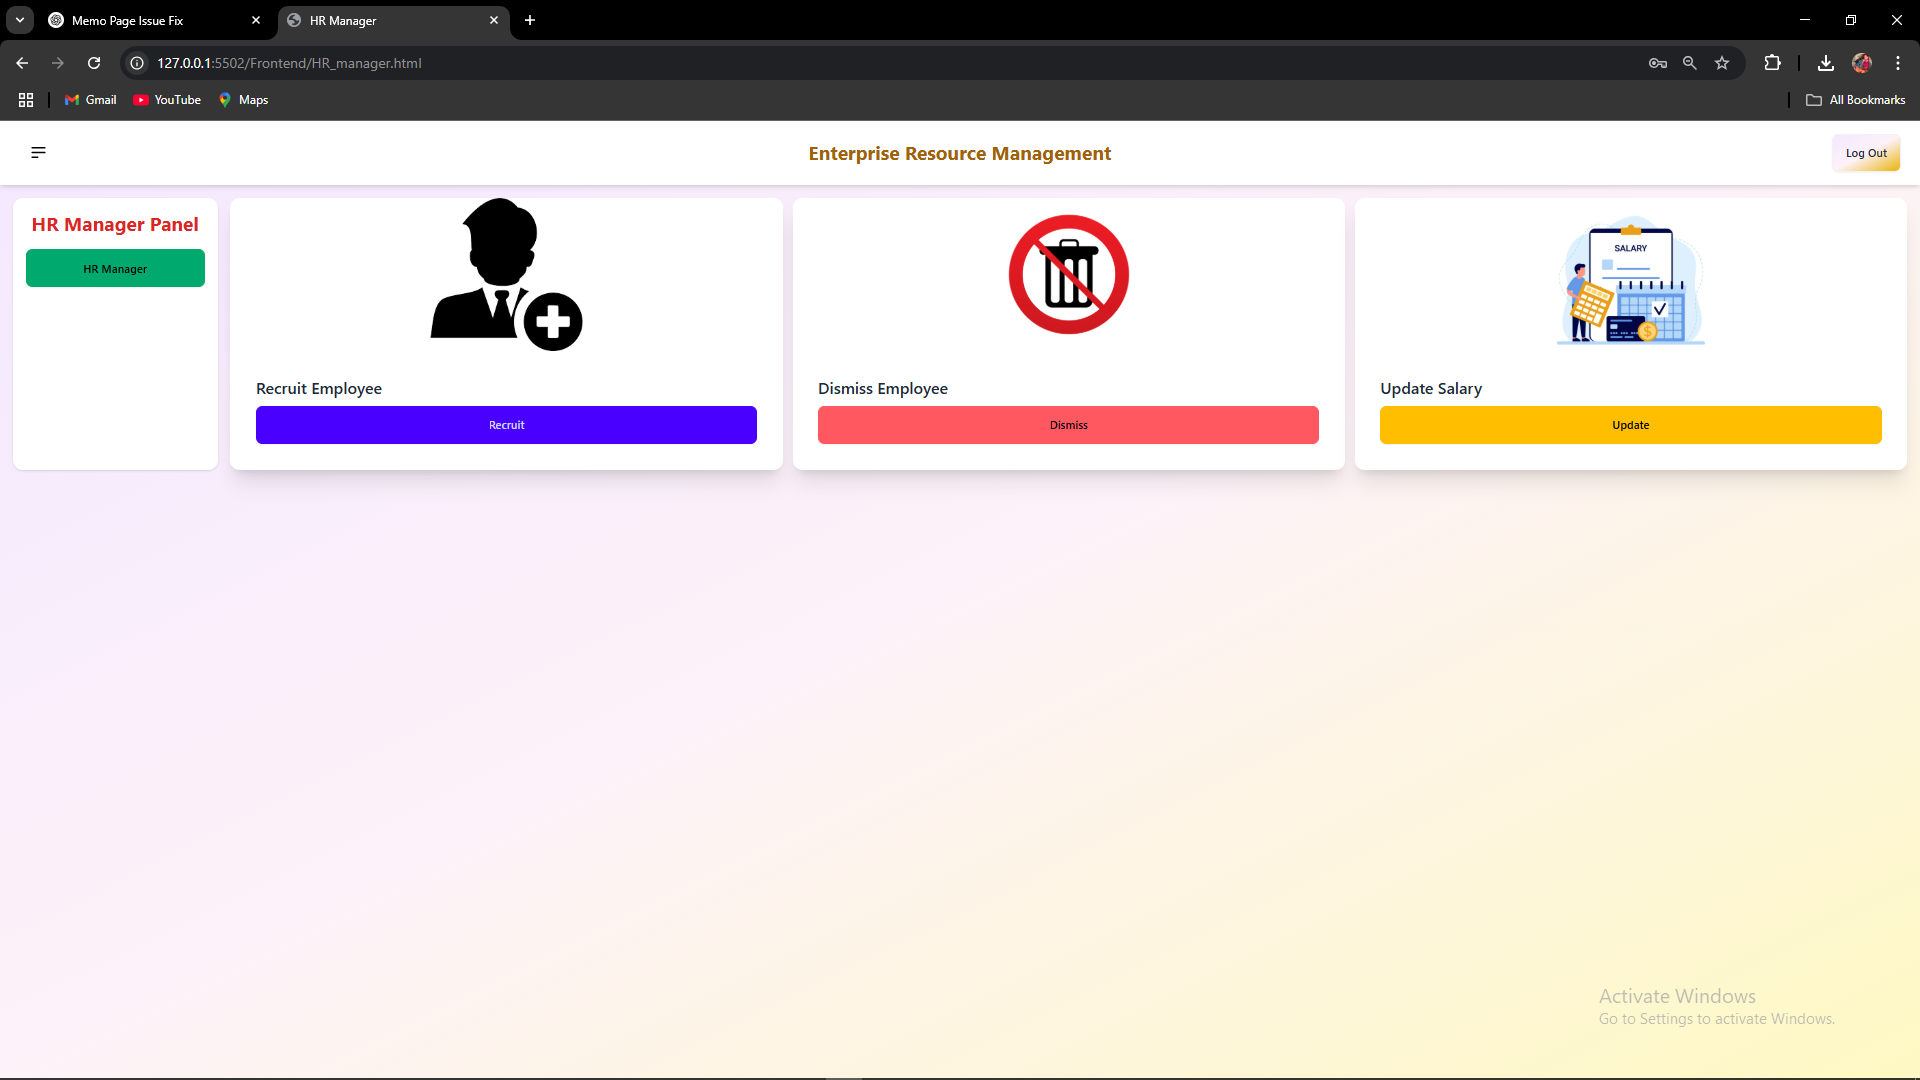 Memo Page Issue Fix
HR Manager
127.0.0.1:5502/Frontend/HR_manager.html
Gmail
YouTube
Maps
All Bookmarks
Enterprise Resource Management
Log Out
HR Manager Panel
HR Manager
SALARY
Recruit Employee
Dismiss Employee
Update Salary
Recruit
Dismiss
Update
Activate Windows
Go to Settings to activate Windows.